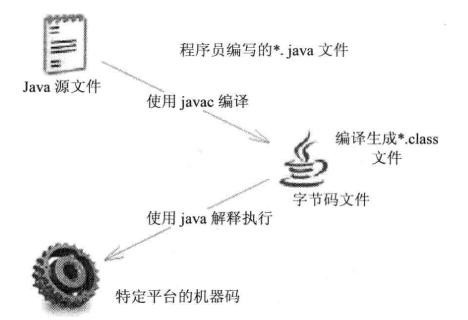 程序员编写的*. java 文件
Java 源文件
使用 javac 编译
编译生成*.class
文件
字节码文件
使用 java 解释执行
特定平台的机器码